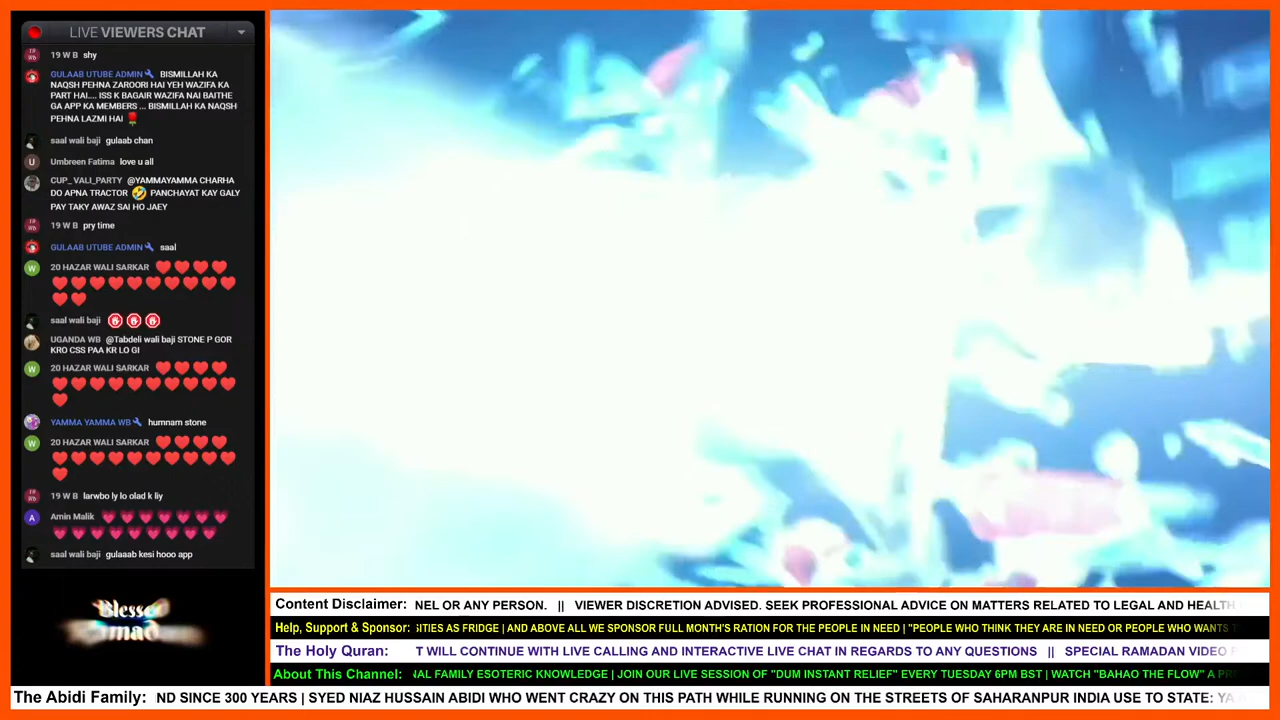 LIVE VIEWERS CHAT
19 W B shy
GULAAB UTUBE ADMIN BISMILLAH KA
NAQSH PEHNA ZAROORI HAI YEH WAZIFA KA
PART HAI.... ISS K BAGAIR WAZIFA NAI BAITHE
GA APP KA MEMBERS ... BISMILLAH KA NAQSH
PEHNA LAZMI HAI 🌹
saal wali baji gulaab chan
U Umbreen Fatima love u all
CUP_ VALI_PARTY @YAMMAYAMMA CHARHA
DO APNA TRACTOR 🤣 PANCHAYAT KAY GALY
PAY TAKY AWAZ SAI HO JAEY
19 W B pry time
GULAAB UTUBE ADMIN saal
W 20 HAZAR WALI SARKAR ❤️❤️❤️❤️
❤️❤️❤️❤️❤️❤️❤️❤️❤️❤️
❤️❤️
saal wali baji
UGANDA WB @Tabdeli wali baji STONE P GOR
KRO CSS PAA KR LO GI
W 20 HAZAR WALI SARKAR ❤️❤️❤️❤️
❤️❤️❤️❤️❤️❤️❤️❤️❤️❤️
❤️
YAMMA YAMMA WB humnam stone
W 20 HAZAR WALI SARKAR ❤️❤️❤️❤️
❤️❤️❤️❤️❤️❤️❤️❤️❤️❤️
❤️
19 W B larwbo ly lo olad k liy
A Amin Malik 💗💗💗💗💗💗💗
💗💗💗💗💗💗💗💗💗
saal wali baji gulaaab kesi hooo app
Content Disclaimer: NEL OR ANY PERSON. || VIEWER DISCRETION ADVISED. SEEK PROFESSIONAL ADVICE ON MATTERS RELATED TO LEGAL AND HEALTH
Help, Support & Sponsor: SITIES AS FRIDGE | AND ABOVE ALL WE SPONSOR FULL MONTH'S RATION FOR THE PEOPLE IN NEED | "PEOPLE WHO THINK THEY ARE IN NEED OR PEOPLE WHO WANTS
The Holy Quran: T WILL CONTINUE WITH LIVE CALLING AND INTERACTIVE LIVE CHAT IN REGARDS TO ANY QUESTIONS || SPECIAL RAMADAN VIDEO
About This Channel: NAL FAMILY ESOTERIC KNOWLEDGE | JOIN OUR LIVE SESSION OF "DUM INSTANT RELIEF" EVERY TUESDAY 6PM BST | WATCH "BAHAO THE FLOW" A
The Abidi Family: ND SINCE 300 YEARS | SYED NIAZ HUSSAIN ABIDI WHO WENT CRAZY ON THIS PATH WHILE RUNNING ON THE STREETS OF SAHARANPUR INDIA USE TO STATE: YA